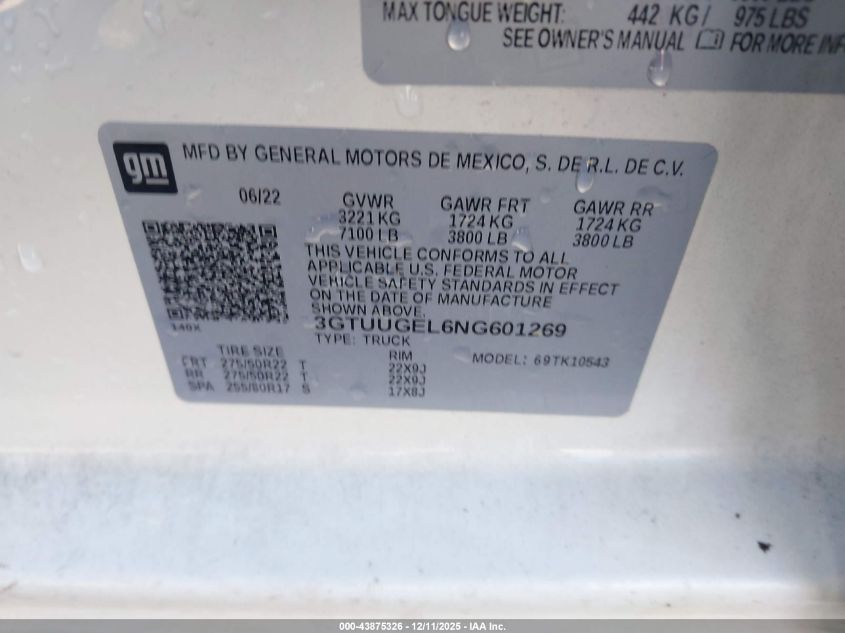 MAX TONGUE WEIGHT: 442 KG/ 975 LBS
SEE OWNER'S MANUAL FOR MORE INF
gm
MFD BY GENERAL MOTORS DE MEXICO, S. DE R.L. DE C.V.
06/22 GVWR GAWR FRT GAWR RR
3221 KG 1724 KG 1724 KG
7100 LB 3800 LB 3800 LB
THIS VEHICLE CONFORMS TO ALL
APPLICABLE U.S. FEDERAL MOTOR
VEHICLE SAFETY STANDARDS IN EFFECT
ON THE DATE OF MANUFACTURE
SHOWN ABOVE.
140X 3GTUUGEL6NG601269
TYPE: TRUCK
TIRE SIZE RIM MODEL: 69TK10543
FRT 275/50R22 T 22X9J
RR 275/50R22 T 22X9J
SPA 255/80R17 S 17X8J
000-43875326 - 12/11/2025 - IAA Inc.